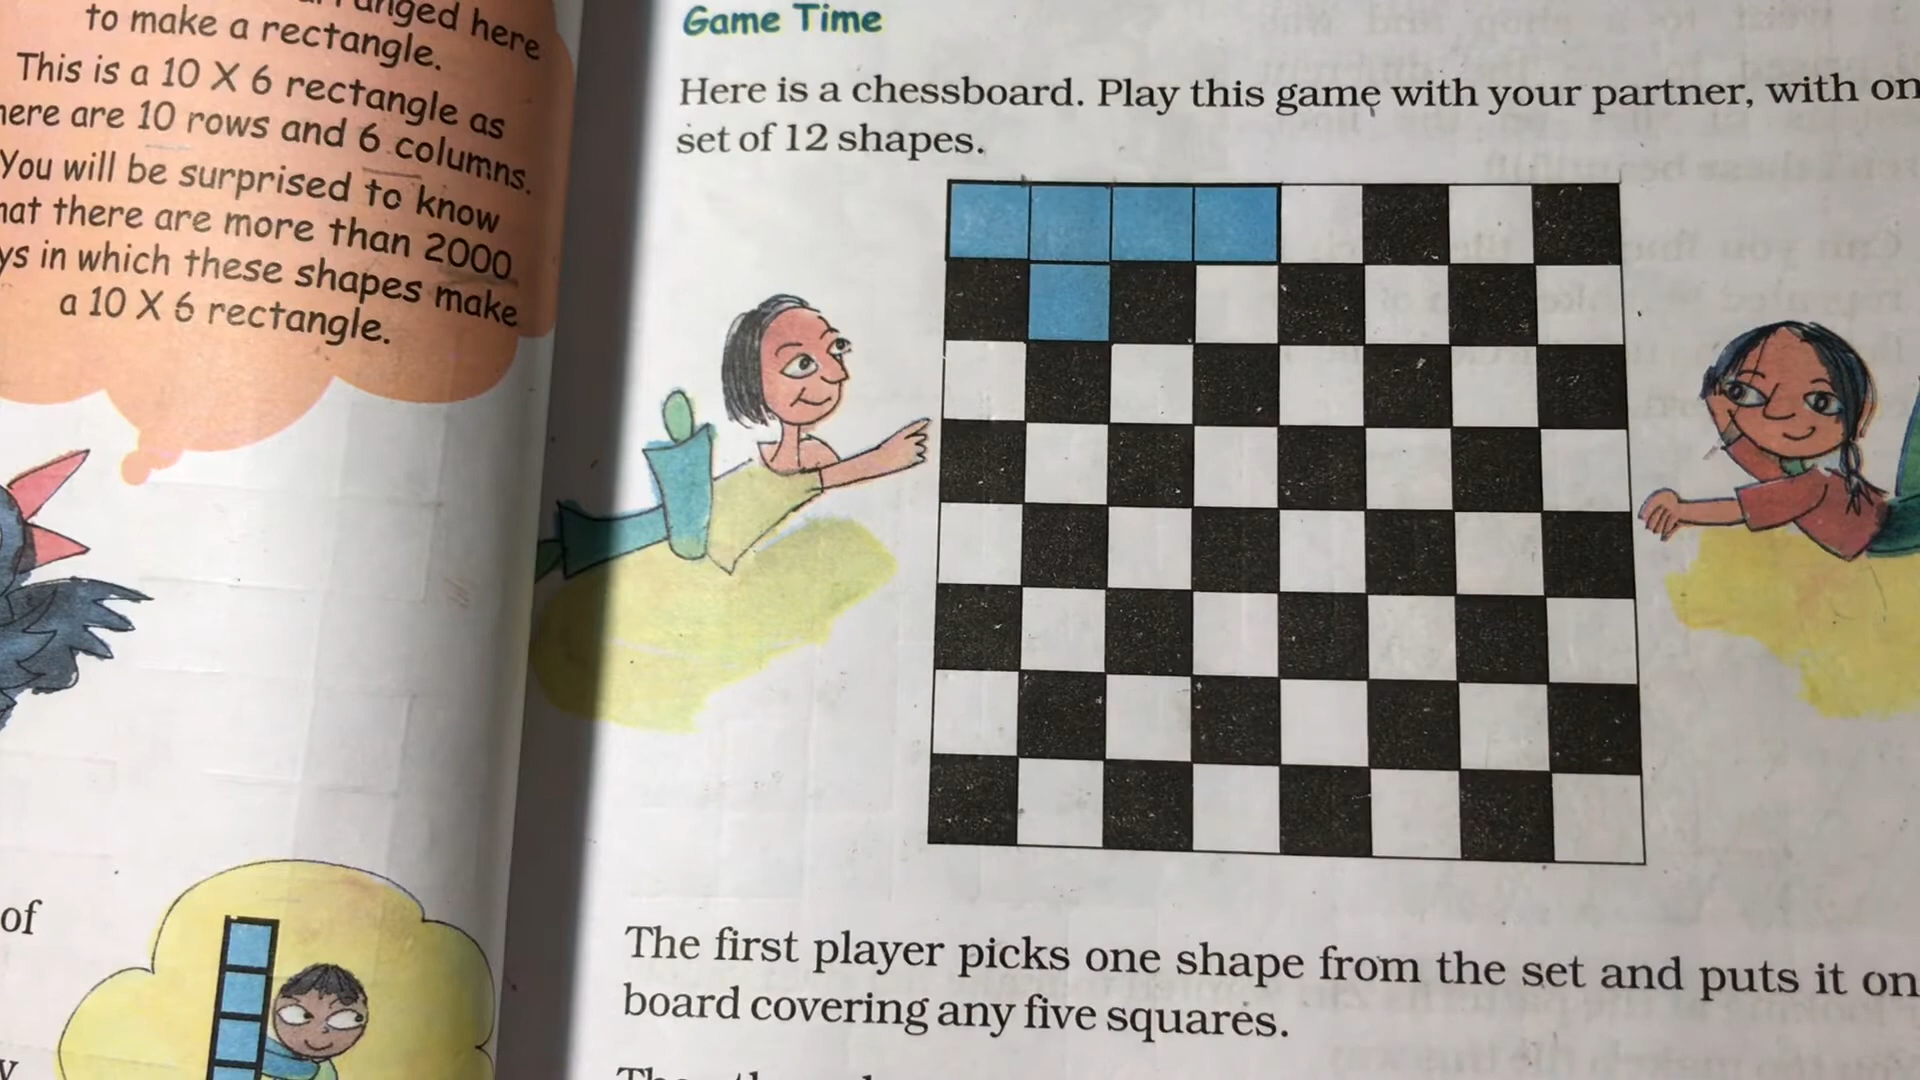 here
to make a rectangle.
This is a 10 X 6 rectangle as
here are 10 rows and 6 columns.
You will be surprised to know
hat there are more than 2000
ys in which these shapes make
a 10 X 6 rectangle.
of
Game Time
Here is a chessboard. Play this game with your partner, with on
set of 12 shapes.
The first player picks one shape from the set and puts it on
board covering any five squares.